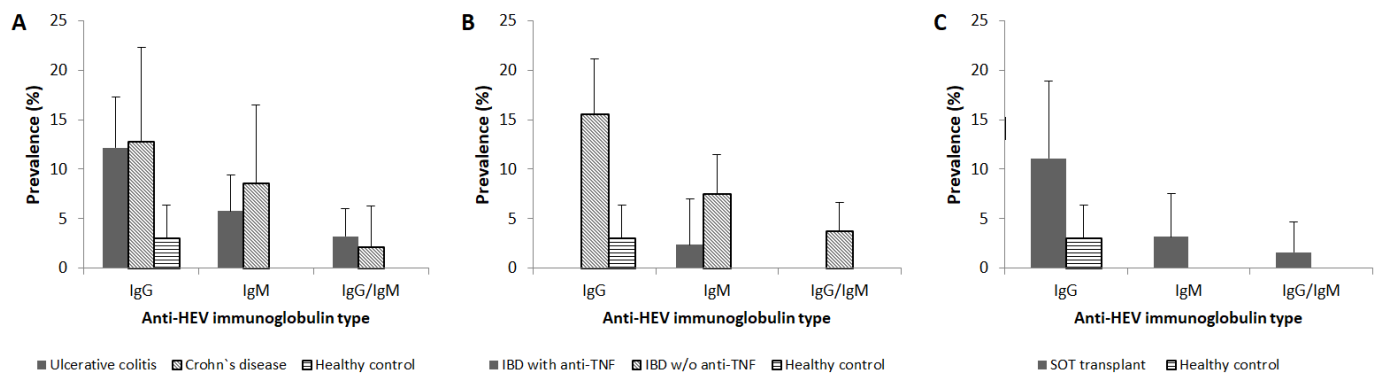 A
Prevalence (%)
25
20
15
10
5
0
IgG IgM IgG/IgM
Anti-HEV immunoglobulin type
Ulcerative colitis Crohn`s disease Healthy control
B
Prevalence (%)
25
20
15
10
5
0
IgG IgM IgG/IgM
Anti-HEV immunoglobulin type
IBD with anti-TNF IBD w/o anti-TNF Healthy control
C
Prevalence (%)
25
20
15
10
5
0
IgG IgM IgG/IgM
Anti-HEV immunoglobulin type
SOT transplant Healthy control